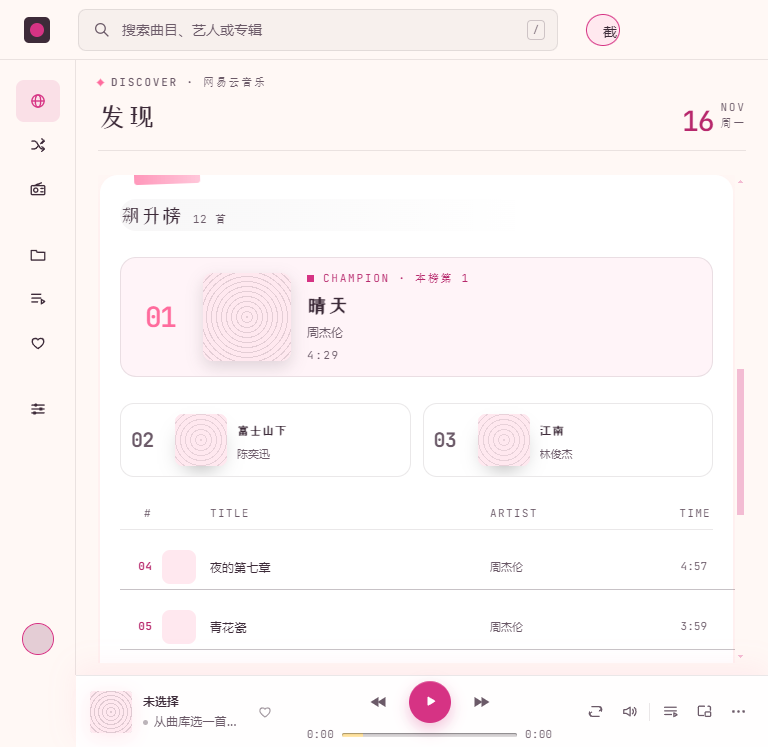 搜索曲目、艺人或专辑
/
截
DISCOVER · 网易云音乐
发现
16
NOV
周一
飙升榜 12 首
01
CHAMPION · 本榜第 1
晴天
周杰伦
4:29
02
富士山下
陈奕迅
03
江南
林俊杰
# TITLE ARTIST TIME
04 夜的第七章 周杰伦 4:57
05 青花瓷 周杰伦 3:59
未选择
从曲库选一首…
0:00
0:00